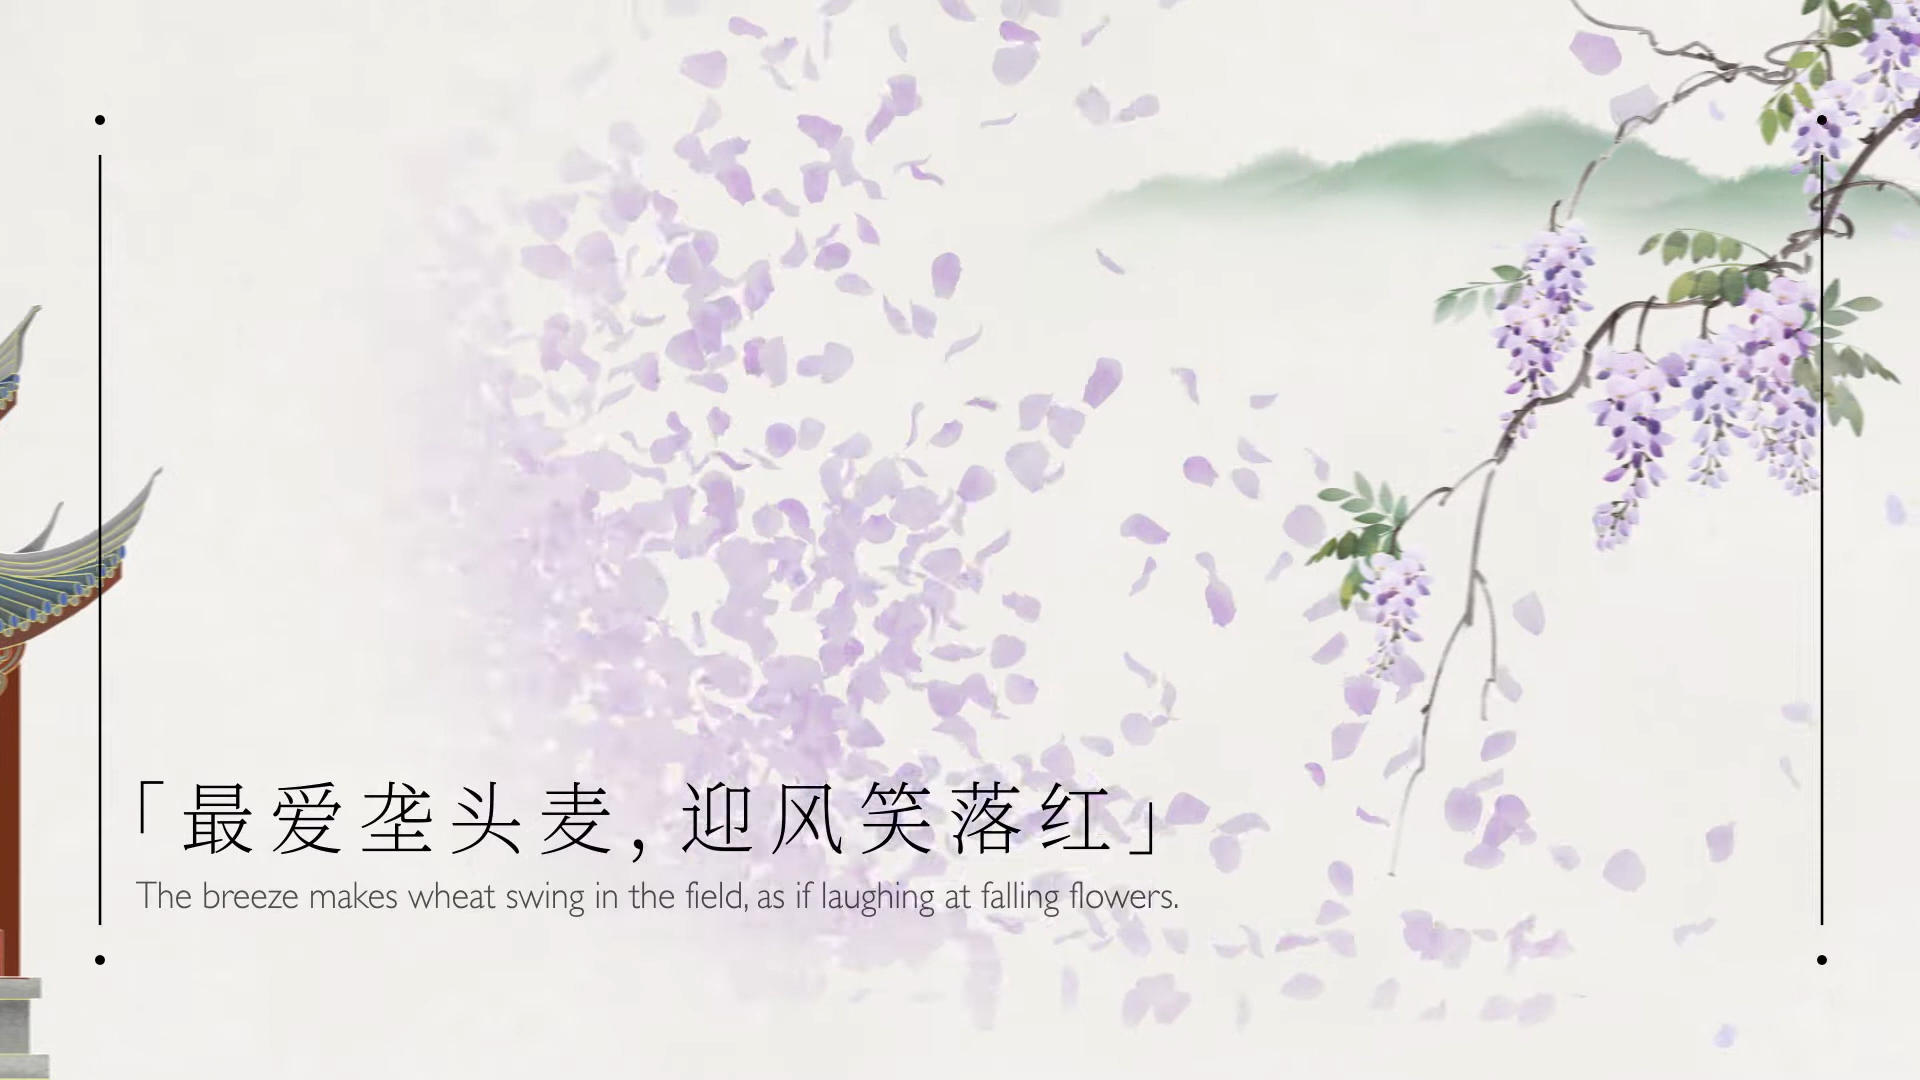 「最爱垄头麦，迎风笑落红」
The breeze makes wheat swing in the field, as if laughing at falling flowers.